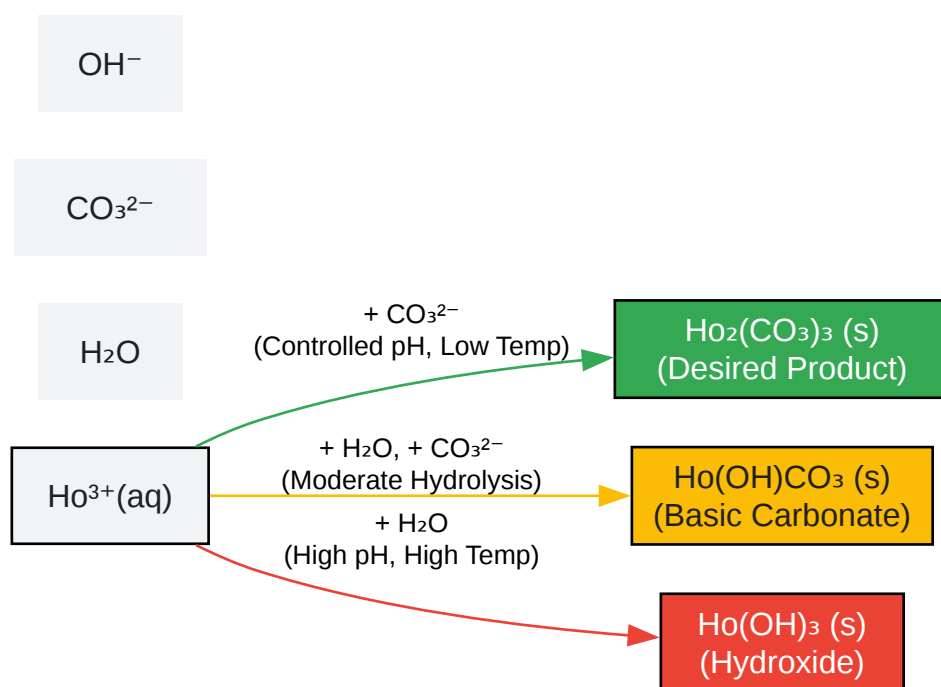 OH⁻
CO₃²⁻
H₂O
+ CO₃²⁻
(Controlled pH, Low Temp)
Ho₂(CO₃)₃ (s)
(Desired Product)
Ho³⁺(aq)
+ H₂O, + CO₃²⁻
(Moderate Hydrolysis)
Ho(OH)CO₃ (s)
(Basic Carbonate)
+ H₂O
(High pH, High Temp)
Ho(OH)₃ (s)
(Hydroxide)